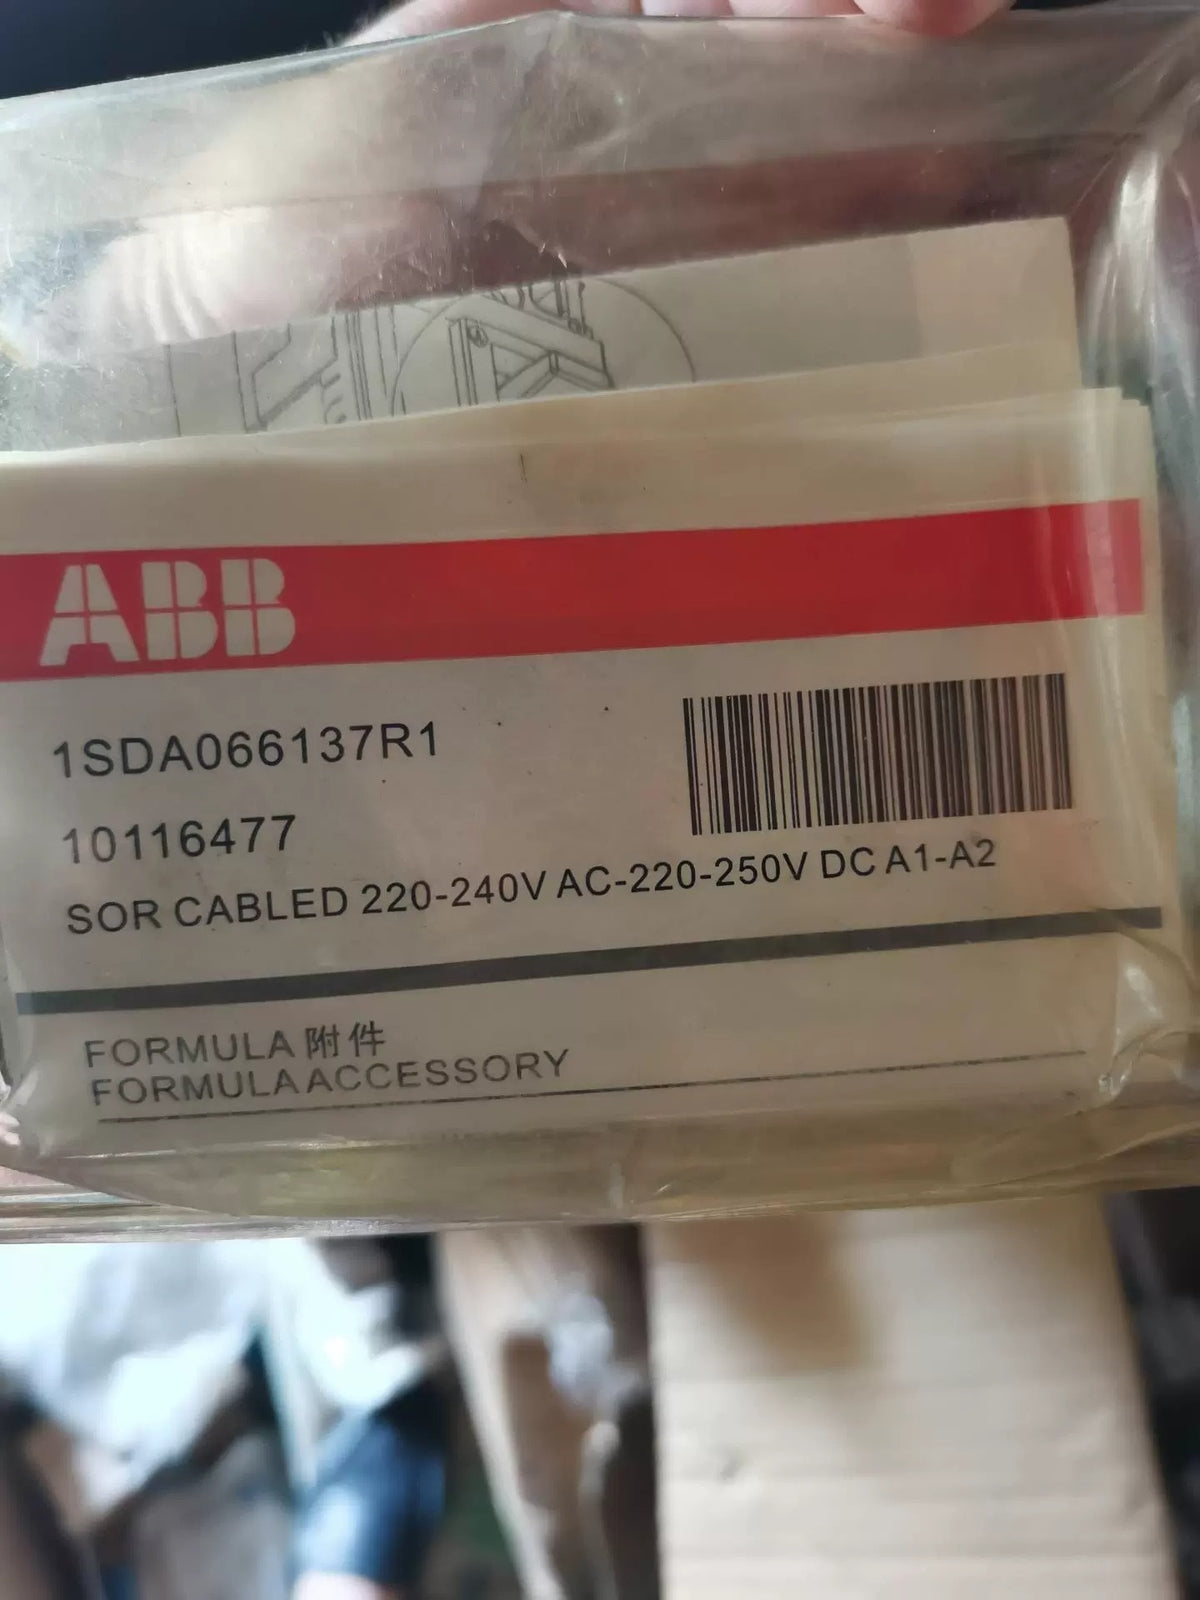 ABB
1SDA066137R1
10116477
SOR CABLED 220-240V AC-220-250V DC A1-A2
FORMULA 附件
FORMULA ACCESSORY